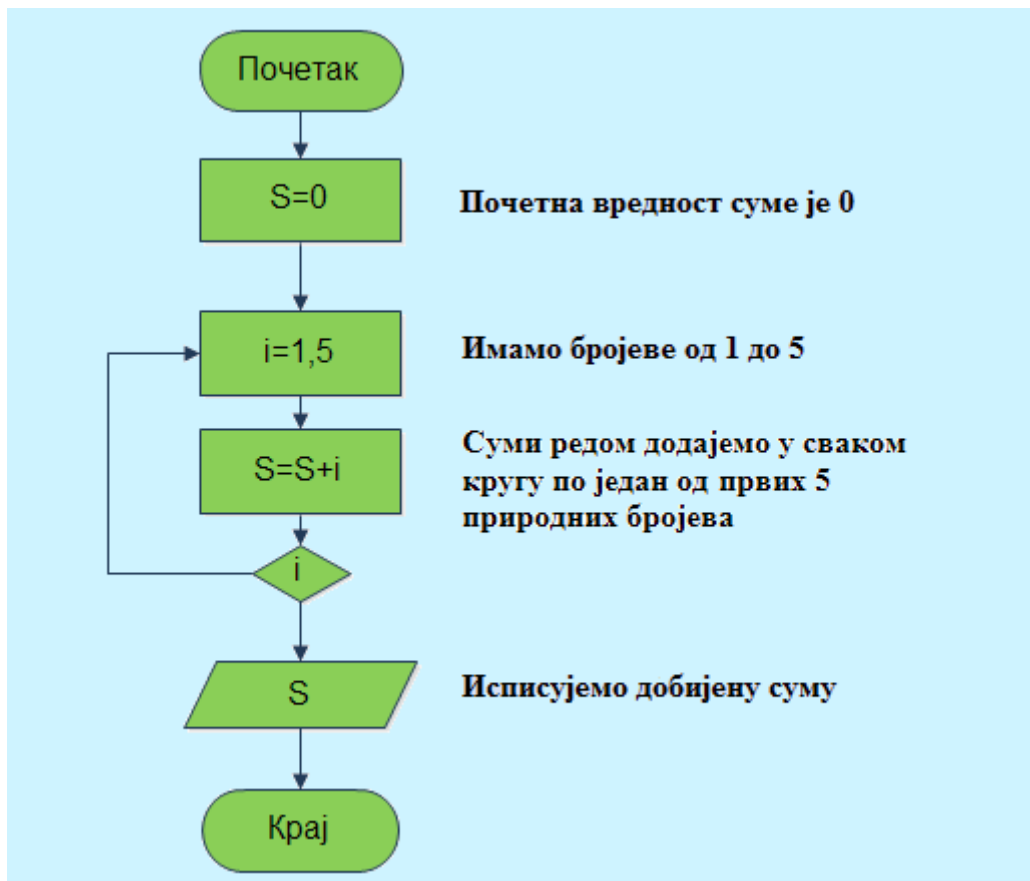 Почетак
S=0
Почетна вредност суме је 0
i=1,5
Имамо бројеве од 1 до 5
S=S+i
Суми редом додајемо у сваком
кругу по један од првих 5
природних бројева
i
S
Исписујемо добијену суму
Крај